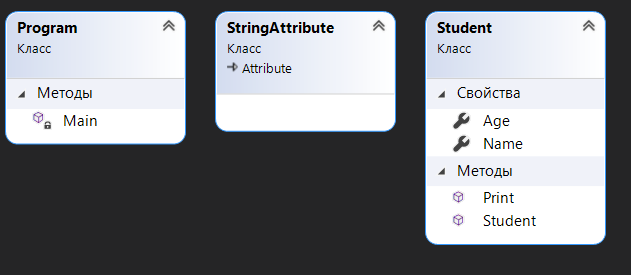 Program
Класс
Методы
Main
StringAttribute
Класс
Attribute
Student
Класс
Свойства
Age
Name
Методы
Print
Student